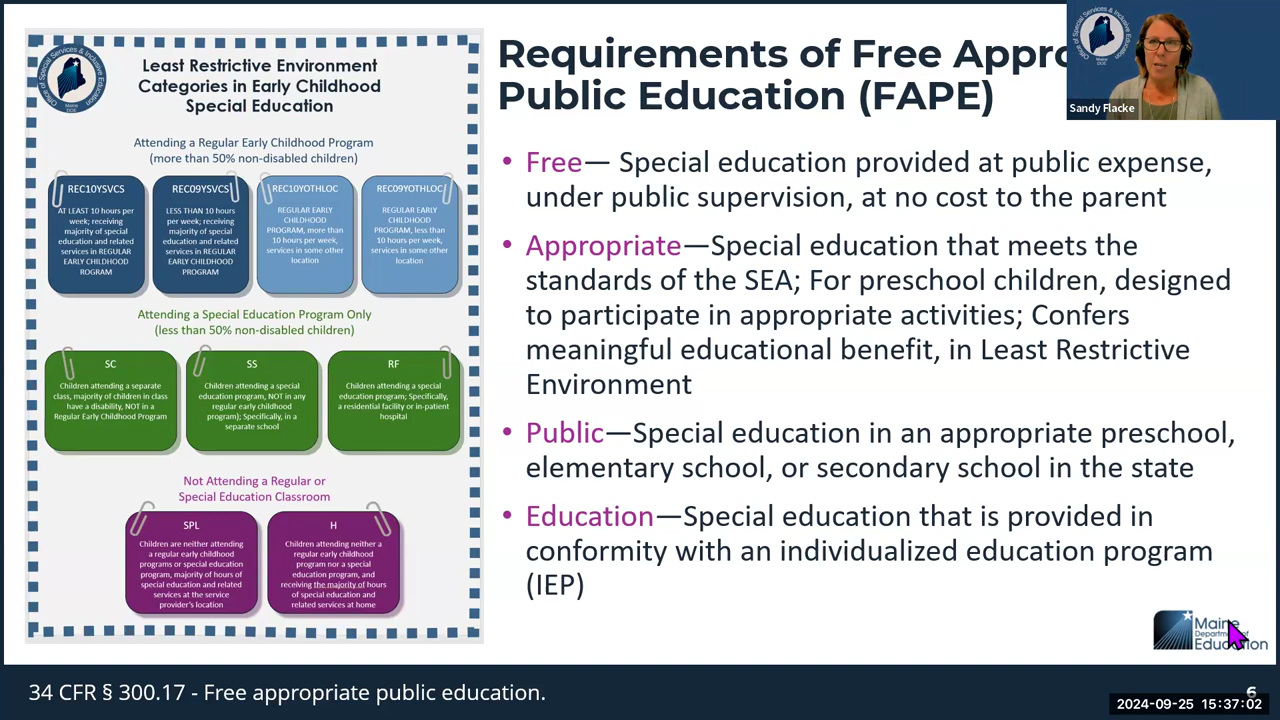 Least Restrictive Environment
Categories in Early Childhood
Special Education
Attending a Regular Early Childhood Program
(more than 50% non-disabled children)
REC10YSVCS
AT LEAST 10 hours per
week; receiving
majority of special
education and related
services in REGULAR
EARLY CHILDHOOD
ROGRAM
REC09YSVCS
LESS THAN 10 hours
per week; receiving
majority of special
education and related
services in REGULAR
EARLY CHILDHOOD
PROGRAM
REC10YOTHLOC
REGULAR EARLY
CHILDHOOD
PROGRAM, more than
10 hours per week,
services in some other
location
REC09YOTHLOC
REGULAR EARLY
CHILDHOOD
PROGRAM, less than
10 hours per week,
services in some other
location
Attending a Special Education Program Only
(less than 50% non-disabled children)
SC
Children attending a separate
class, majority of children in class
have a disability, NOT in a
Regular Early Childhood Program
SS
Children attending a special
education program, NOT in any
regular early childhood
program); Specifically, in a
separate school
RF
Children attending a special
education program; Specifically,
a residential facility or in-patient
hospital
Not Attending a Regular or
Special Education Classroom
SPL
Children are neither attending
a regular early childhood
programs or special education
program, majority of hours of
special education and related
services at the service
provider's location
H
Children attending neither a
regular early childhood
program nor a special
education program, and
receiving the majority of hours
of special education and
related services at home
Requirements of Free Appro
Public Education (FAPE)
• Free— Special education provided at public expense,
under public supervision, at no cost to the parent
• Appropriate—Special education that meets the
standards of the SEA; For preschool children, designed
to participate in appropriate activities; Confers
meaningful educational benefit, in Least Restrictive
Environment
• Public—Special education in an appropriate preschool,
elementary school, or secondary school in the state
• Education—Special education that is provided in
conformity with an individualized education program
(IEP)
Sandy Flacke
Maine
Department of
Education
34 CFR § 300.17 - Free appropriate public education.
6
2024-09-25 15:37:02